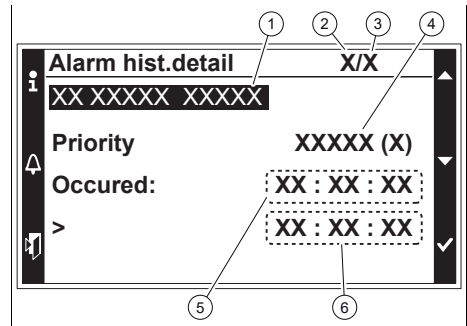 1 2 3 4
Alarm hist.detail X/X
XX XXXXX XXXXX
Priority XXXXX (X)
Occured: XX : XX : XX
> XX : XX : XX
5 6